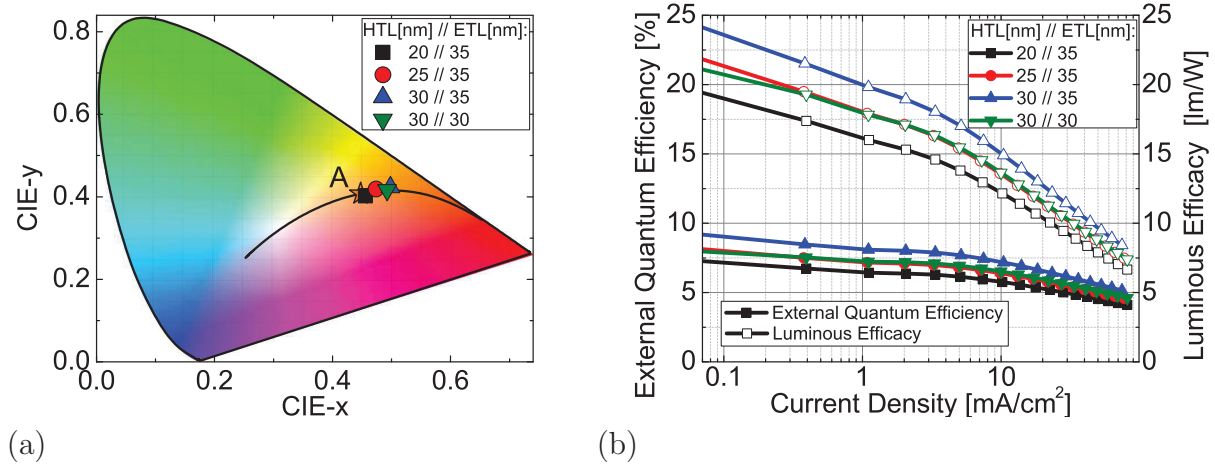 0.8
0.6
0.4
0.2
0.0
0.0
0.2
0.4
0.6
CIE-y
CIE-x
HTL[nm] // ETL[nm]:
20 // 35
25 // 35
30 // 35
30 // 30
A
(a)
25
20
15
10
5
0
External Quantum Efficiency [%]
HTL[nm] // ETL[nm]:
20 // 35
25 // 35
30 // 35
30 // 30
External Quantum Efficiency
Luminous Efficacy
25
20
15
10
5
0
Luminous Efficacy [lm/W]
0.1
1
10
Current Density [mA/cm²]
(b)